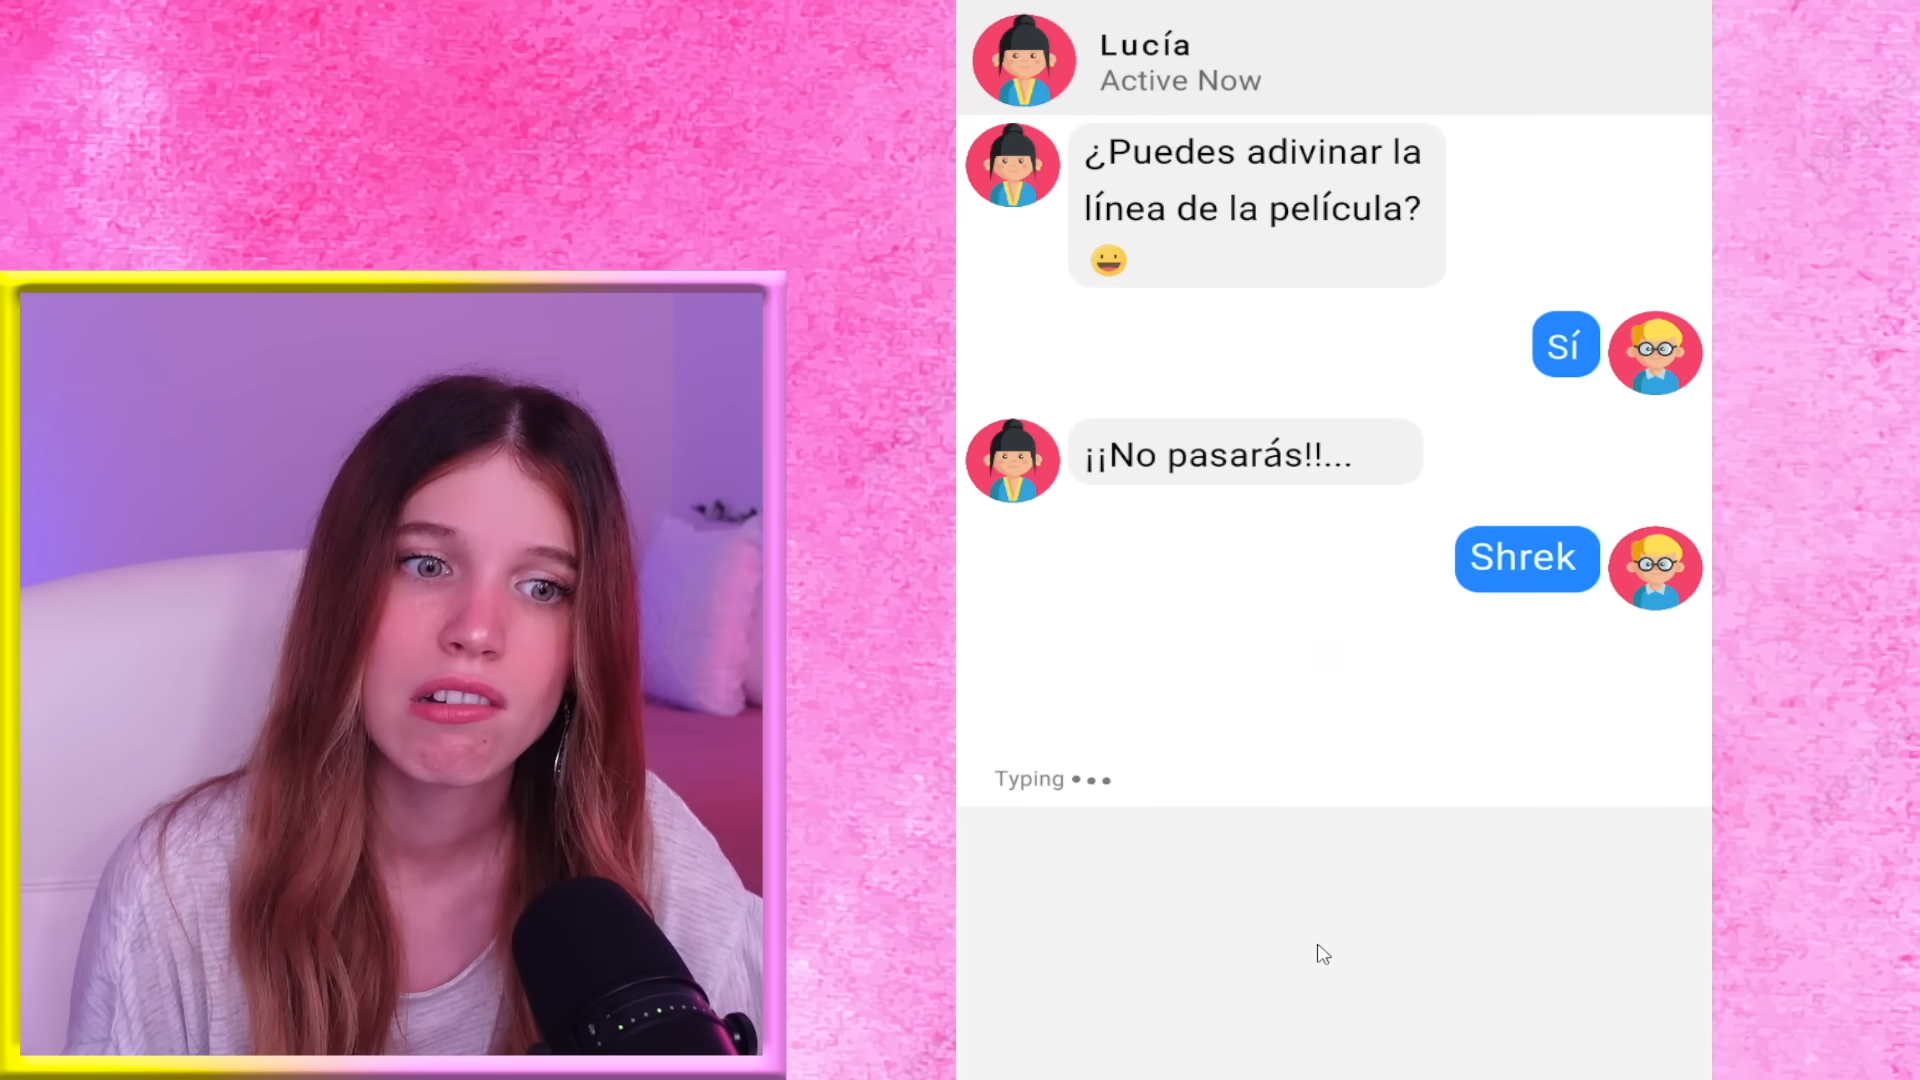 Lucía
Active Now
¿Puedes adivinar la
línea de la película?
😀
Sí
¡¡No pasarás!!...
Shrek
Typing •••